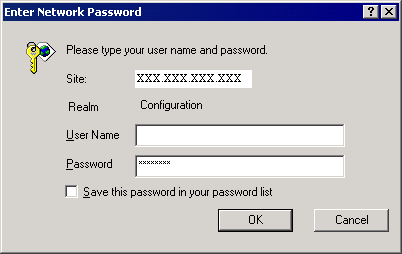 Enter Network Password
Please type your user name and password.
Site: XXX.XXX.XXX.XXX
Realm Configuration
User Name
Password xxxxxxxx
Save this password in your password list
OK Cancel